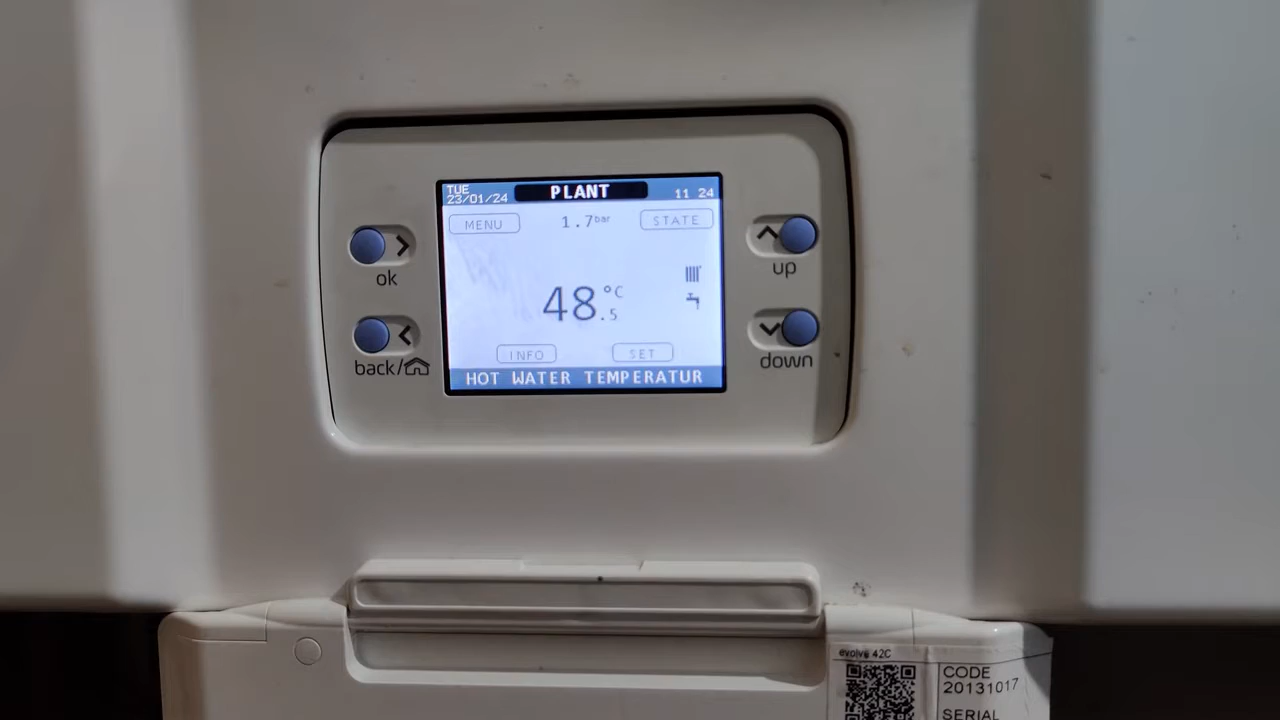 TUE
23/01/24
PLANT
11 24
MENU
1.7bar
STATE
ok
up
48.5 °C
back/
down
INFO
SET
HOT WATER TEMPERATUR
evolve 42C
CODE
20131017
SERIAL